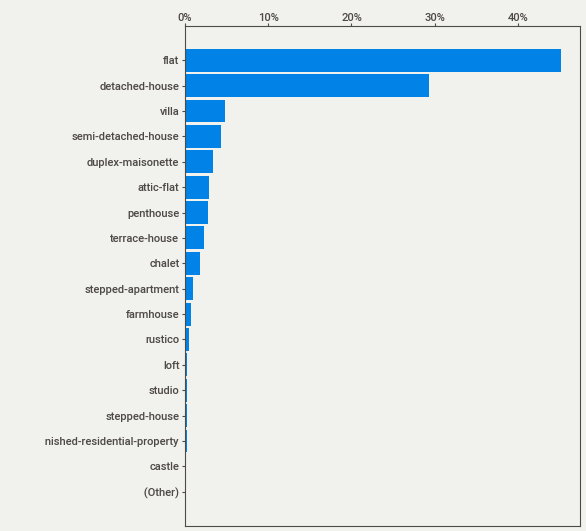 0% 10% 20% 30% 40%
flat
detached-house
villa
semi-detached-house
duplex-maisonette
attic-flat
penthouse
terrace-house
chalet
stepped-apartment
farmhouse
rustico
loft
studio
stepped-house
nished-residential-property
castle
(Other)